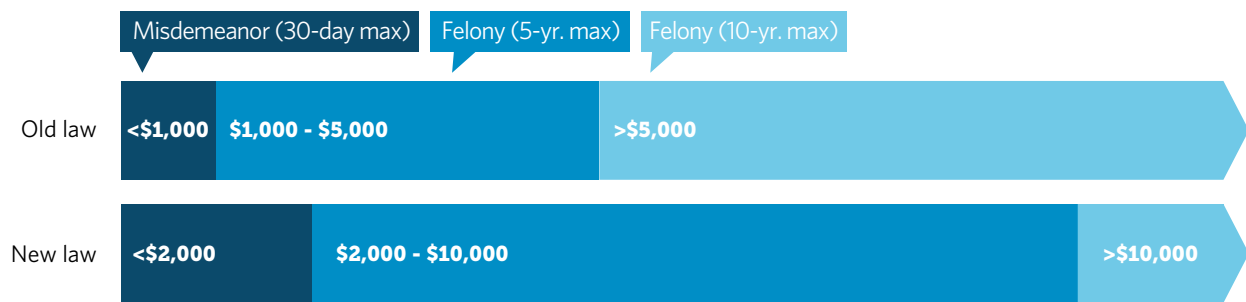 Misdemeanor (30-day max) Felony (5-yr. max) Felony (10-yr. max)
Old law <$1,000 $1,000 - $5,000 >$5,000
New law <$2,000 $2,000 - $10,000 >$10,000